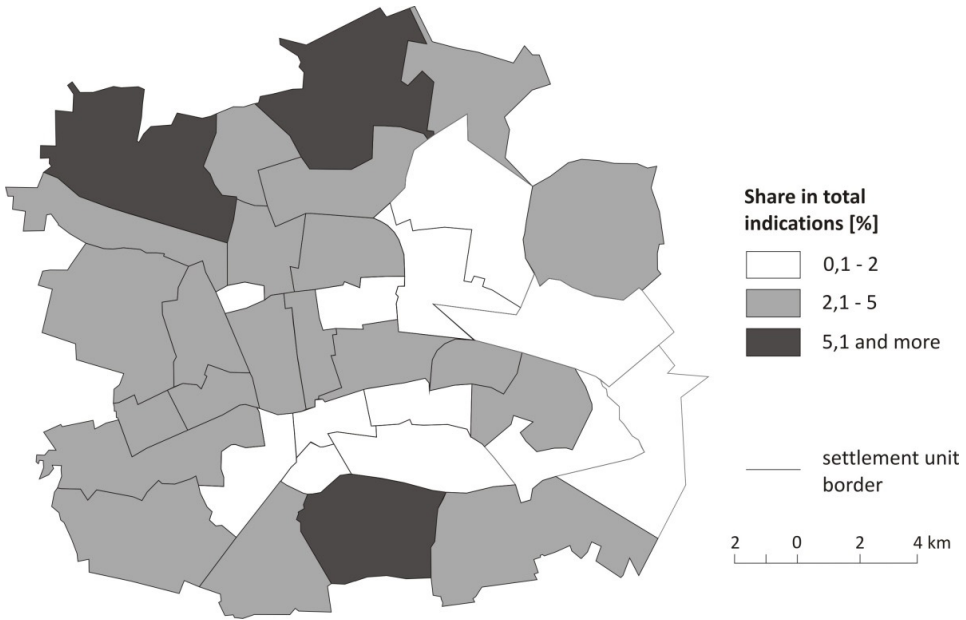 Share in total
indications [%]
0,1 - 2
2,1 - 5
5,1 and more
settlement unit
border
2 0 2 4 km